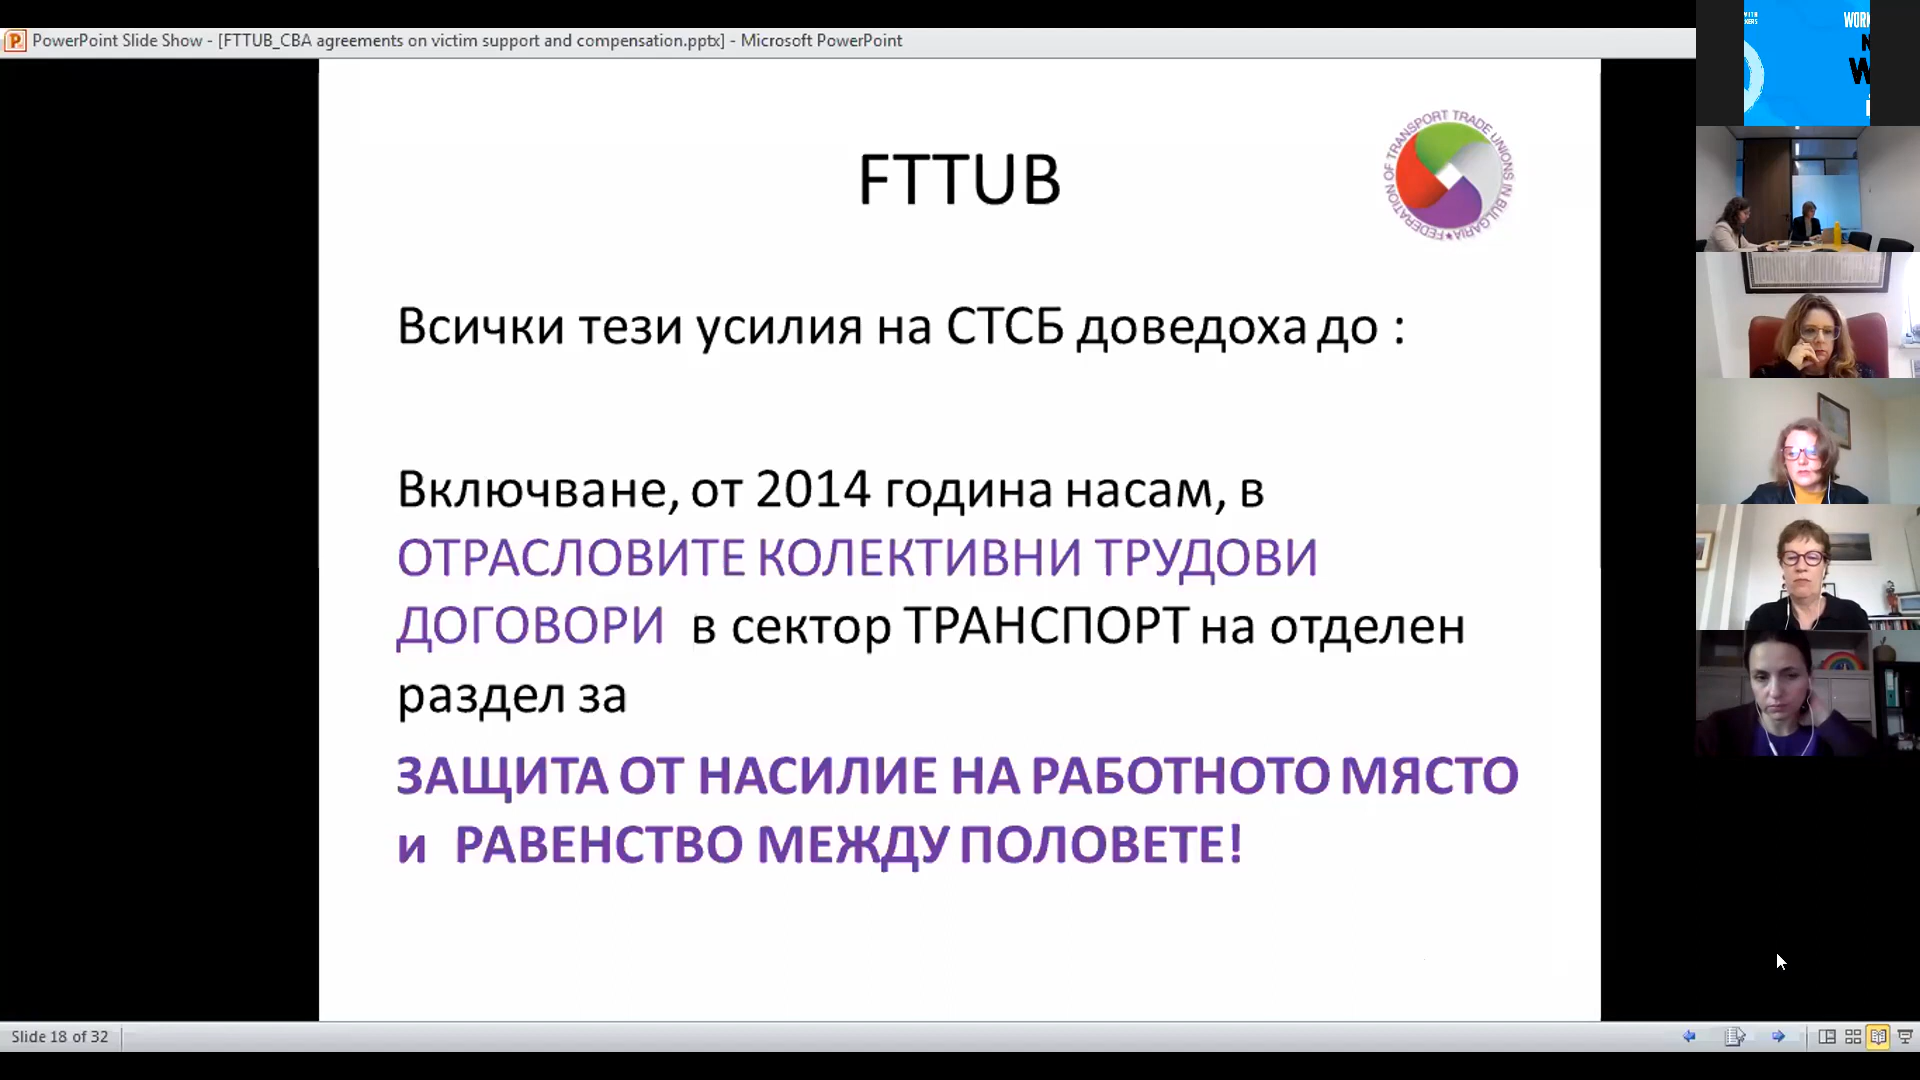 PowerPoint Slide Show - [FTTUB_CBA agreements on victim support and compensation.pptx] - Microsoft PowerPoint
FTTUB
FEDERATION OF TRANSPORT TRADE UNIONS IN BULGARIA
Всички тези усилия на СТСБ доведоха до :
Включване, от 2014 година насам, в
ОТРАСЛОВИТЕ КОЛЕКТИВНИ ТРУДОВИ
ДОГОВОРИ в сектор ТРАНСПОРТ на отделен
раздел за
ЗАЩИТА ОТ НАСИЛИЕ НА РАБОТНОТО МЯСТО
и РАВЕНСТВО МЕЖДУ ПОЛОВЕТЕ!
Slide 18 of 32
WORK